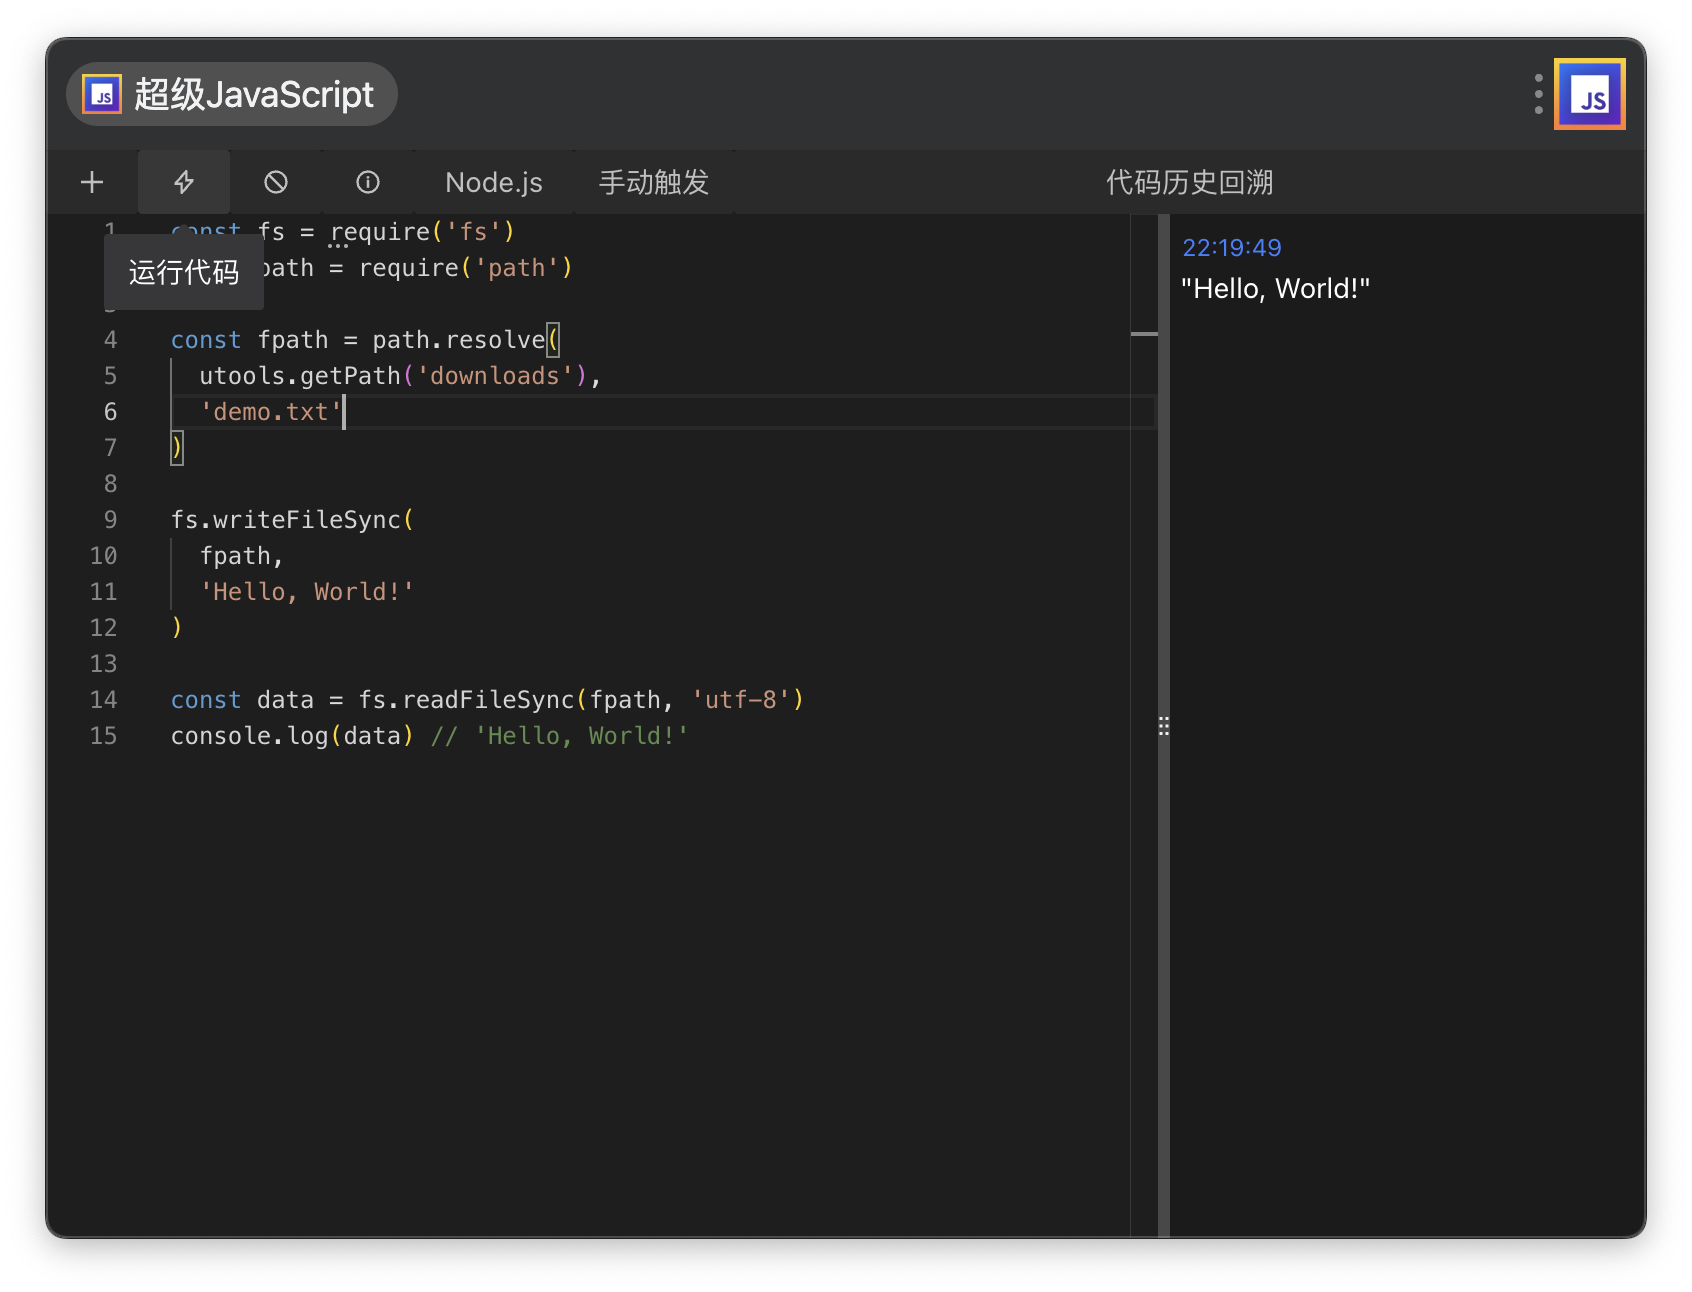 JS 超级JavaScript
JS
Node.js 手动触发 代码历史回溯
运行代码
1 const fs = require('fs')
path = require('path')
4 const fpath = path.resolve(
5 utools.getPath('downloads'),
6 'demo.txt'
7 )
8
9 fs.writeFileSync(
10 fpath,
11 'Hello, World!'
12 )
13
14 const data = fs.readFileSync(fpath, 'utf-8')
15 console.log(data) // 'Hello, World!'
22:19:49
"Hello, World!"